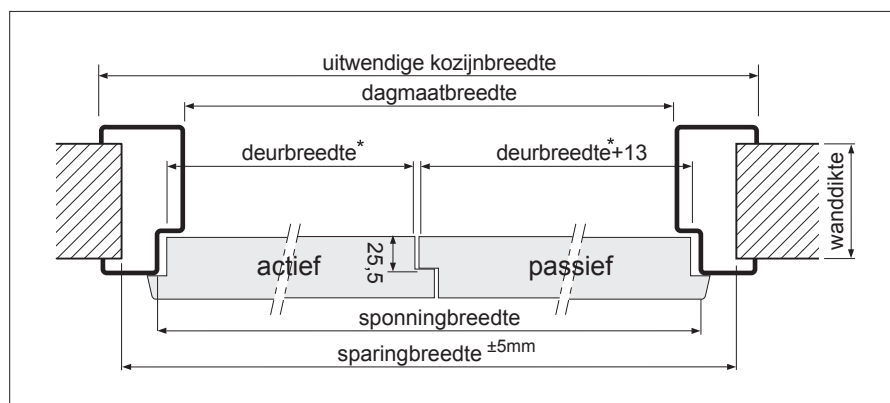 uitwendige kozijnbreedte
dagmaatbreedte
deurbreedte*
deurbreedte*+13
wanddikte
actief
25,5
passief
sponningbreedte
sparingbreedte ±5mm